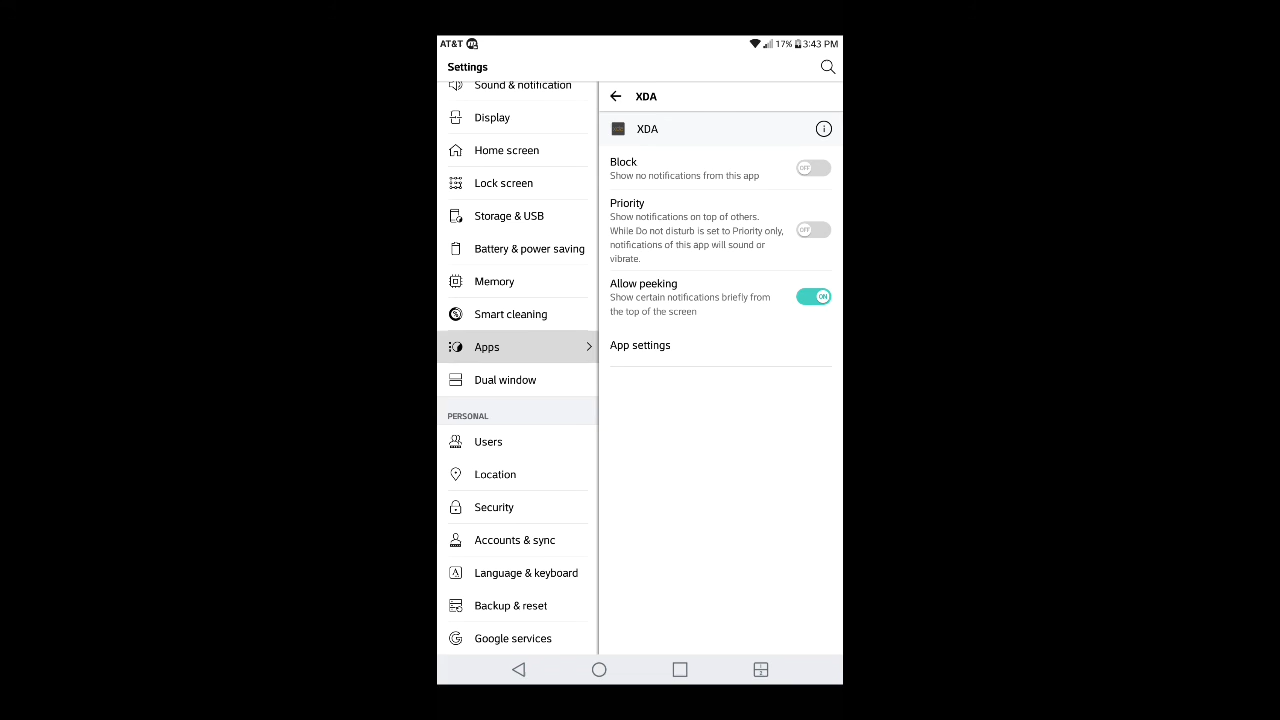 AT&T 17% 3:43 PM
Settings
Sound & notification
Display
Home screen
Lock screen
Storage & USB
Battery & power saving
Memory
Smart cleaning
Apps
Dual window
PERSONAL
Users
Location
Security
Accounts & sync
Language & keyboard
Backup & reset
Google services
XDA
XDA
Block
Show no notifications from this app
OFF
Priority
Show notifications on top of others.
While Do not disturb is set to Priority only,
notifications of this app will sound or
vibrate.
OFF
Allow peeking
Show certain notifications briefly from
the top of the screen
ON
App settings